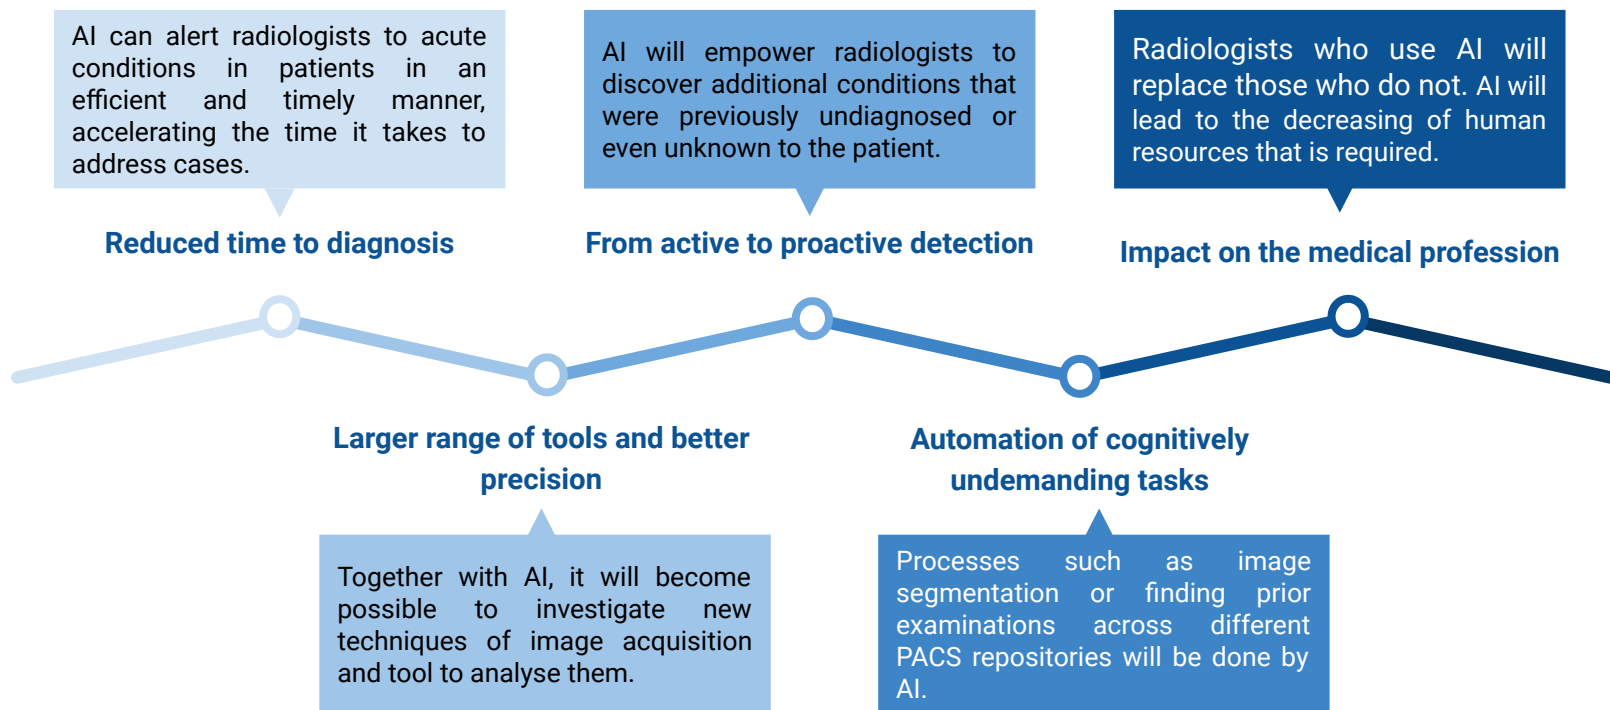 AI can alert radiologists to acute
conditions in patients in an
efficient and timely manner,
accelerating the time it takes to
address cases.
Reduced time to diagnosis
AI will empower radiologists to
discover additional conditions that
were previously undiagnosed or
even unknown to the patient.
From active to proactive detection
Radiologists who use AI will
replace those who do not. AI will
lead to the decreasing of human
resources that is required.
Impact on the medical profession
Larger range of tools and better
precision
Together with AI, it will become
possible to investigate new
techniques of image acquisition
and tool to analyse them.
Automation of cognitively
undemanding tasks
Processes such as image
segmentation or finding prior
examinations across different
PACS repositories will be done by
AI.